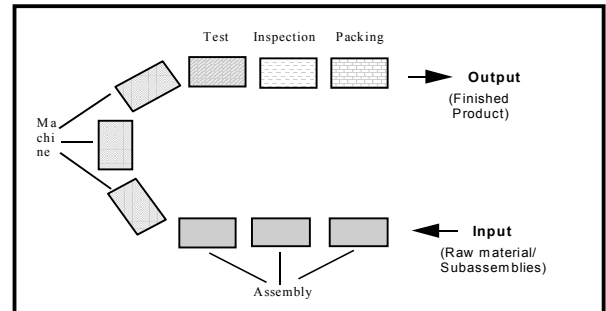 Test Inspection Packing
Output
(Finished
Product)
Ma
chi
ne
Input
(Raw material/
Subassemblies)
Assembly